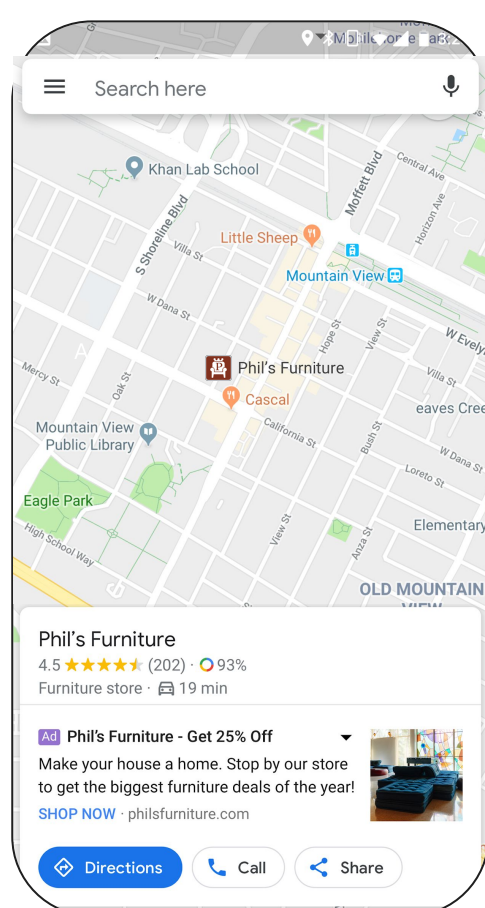 Search here
Central Ave
Khan Lab School
Moffett Blvd
Horizon Ave
S Shoreline Blvd
Little Sheep
Villa St
Mountain View
W Dana St
Hope St
View St
W Evely
Phil's Furniture
Villa St
Mercy St
Oak St
Cascal
eaves Cree
Mountain View
Public Library
California St
Bush St
W Dana St
Loreto St
Eagle Park
View St
Anza St
Elementary
High School Way
OLD MOUNTAIN
VIEW
Phil's Furniture
4.5 (202) · 93%
Furniture store · 19 min
Ad Phil's Furniture - Get 25% Off
Make your house a home. Stop by our store
to get the biggest furniture deals of the year!
SHOP NOW · philsfurniture.com
Directions Call Share